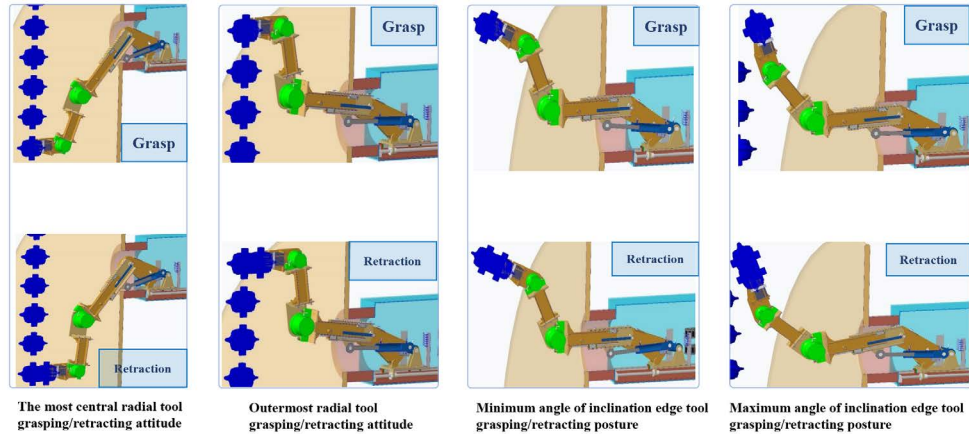 Grasp
Grasp
Grasp
Grasp
Retraction
Retraction
Retraction
Retraction
The most central radial tool
grasping/retracting attitude
Outermost radial tool
grasping/retracting attitude
Minimum angle of inclination edge tool
grasping/retracting posture
Maximum angle of inclination edge tool
grasping/retracting posture